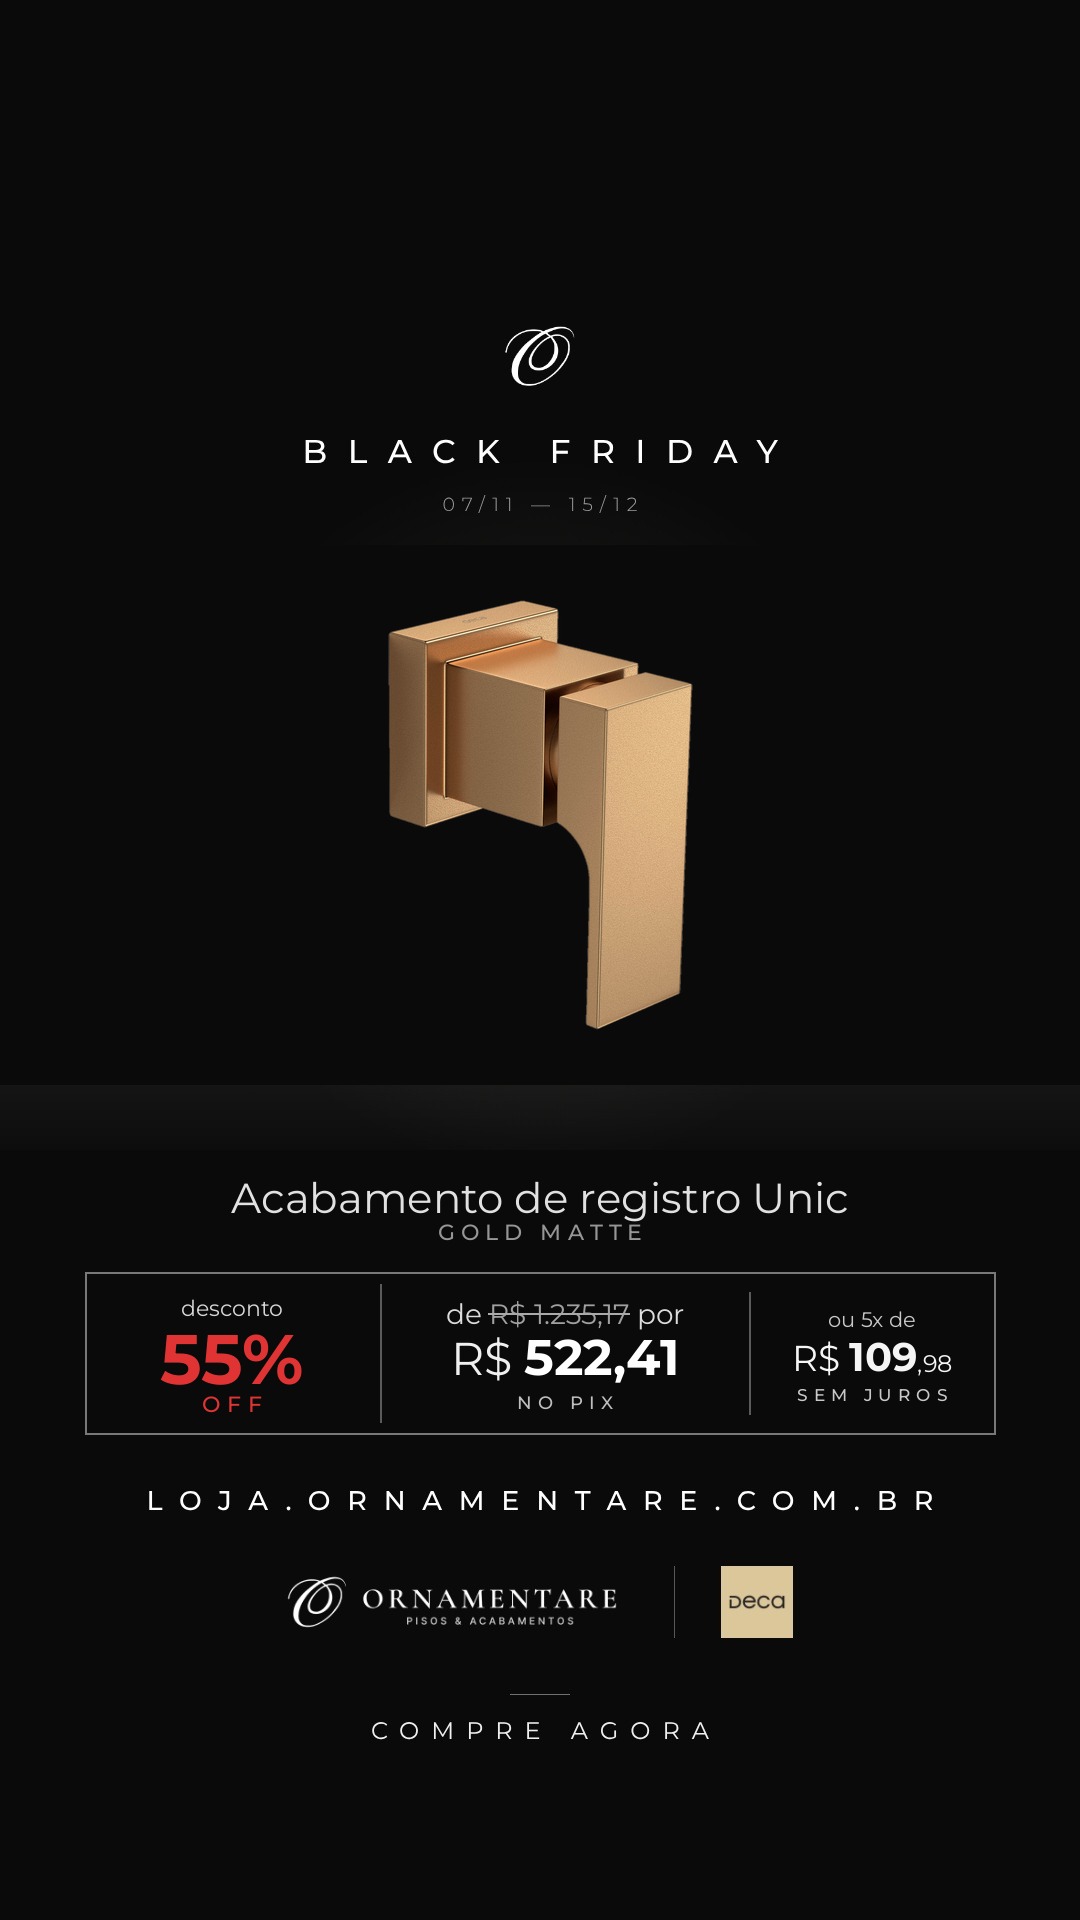 BLACK FRIDAY
07/11 — 15/12
Acabamento de registro Unic
GOLD MATTE
desconto
55%
OFF
de R$ 1.235,17 por
R$ 522,41
NO PIX
ou 5x de
R$ 109,98
SEM JUROS
LOJA.ORNAMENTARE.COM.BR
O ORNAMENTARE
PISOS & ACABAMENTOS
Deca
COMPRE AGORA